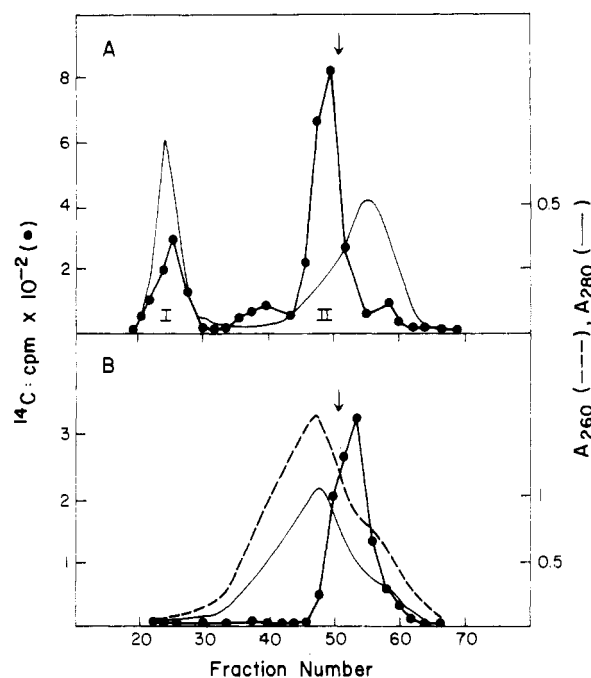 A
8
6
4
2
0.5
I
II
B
3
2
1
1
0.5
20 30 40 50 60 70
Fraction Number
¹⁴C: cpm x 10⁻² (●)
A₂₆₀ (---), A₂₈₀ (—)